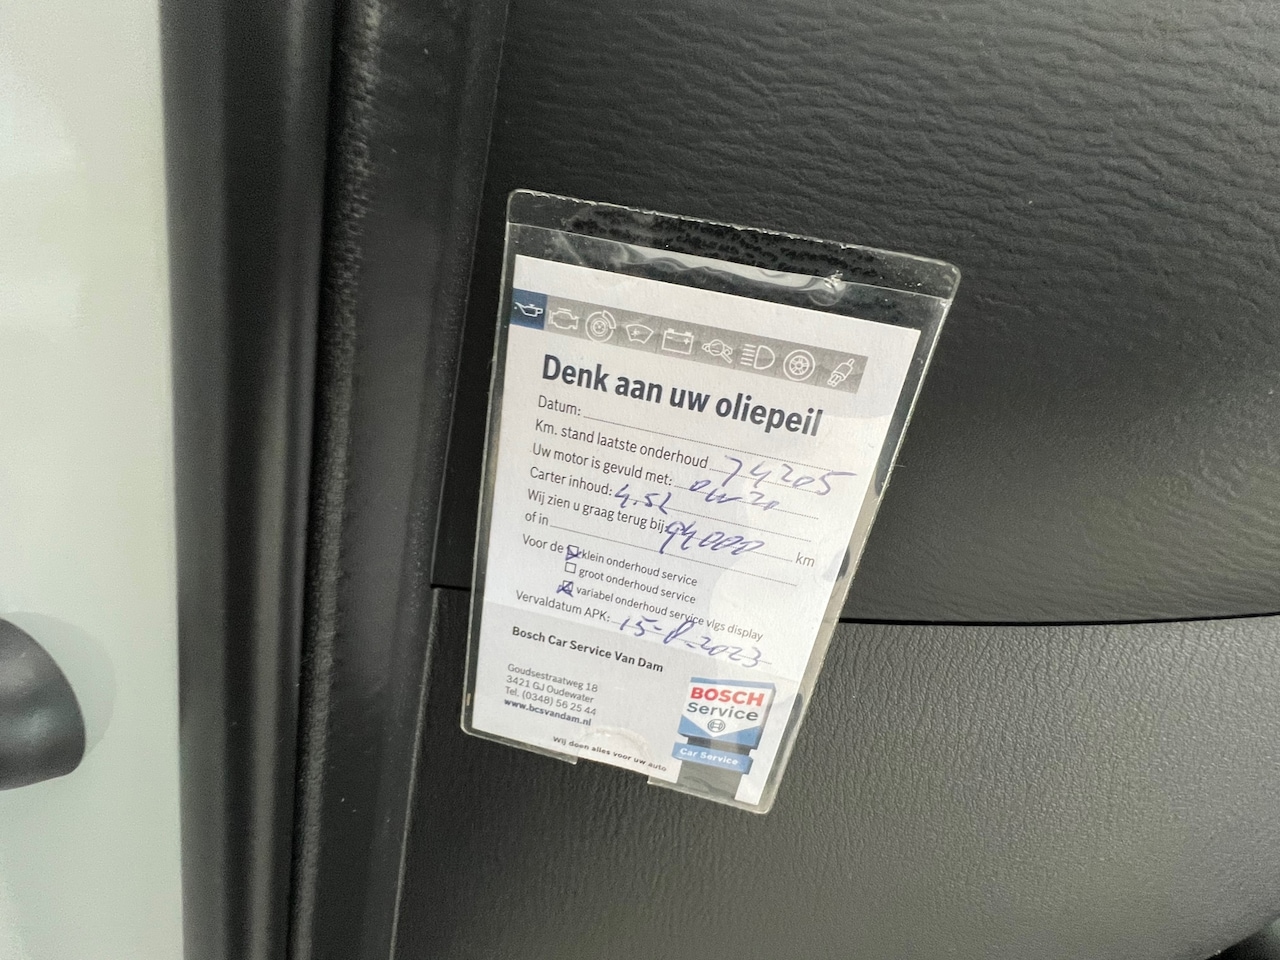 Denk aan uw oliepeil
Datum:
Km. stand laatste onderhoud 74205
Uw motor is gevuld met: 0W20
Carter inhoud: 4.5L
Wij zien u graag terug bij 94000 km
of in
Voor de klein onderhoud service
groot onderhoud service
variabel onderhoud service vlgs display
Vervaldatum APK: 15-8-2023
Bosch Car Service Van Dam
Goudsestraatweg 18
3421 GJ Oudewater
Tel. (0348) 56 25 44
www.bcsvandam.nl
Wij doen alles voor uw auto
BOSCH
Service
Car Service